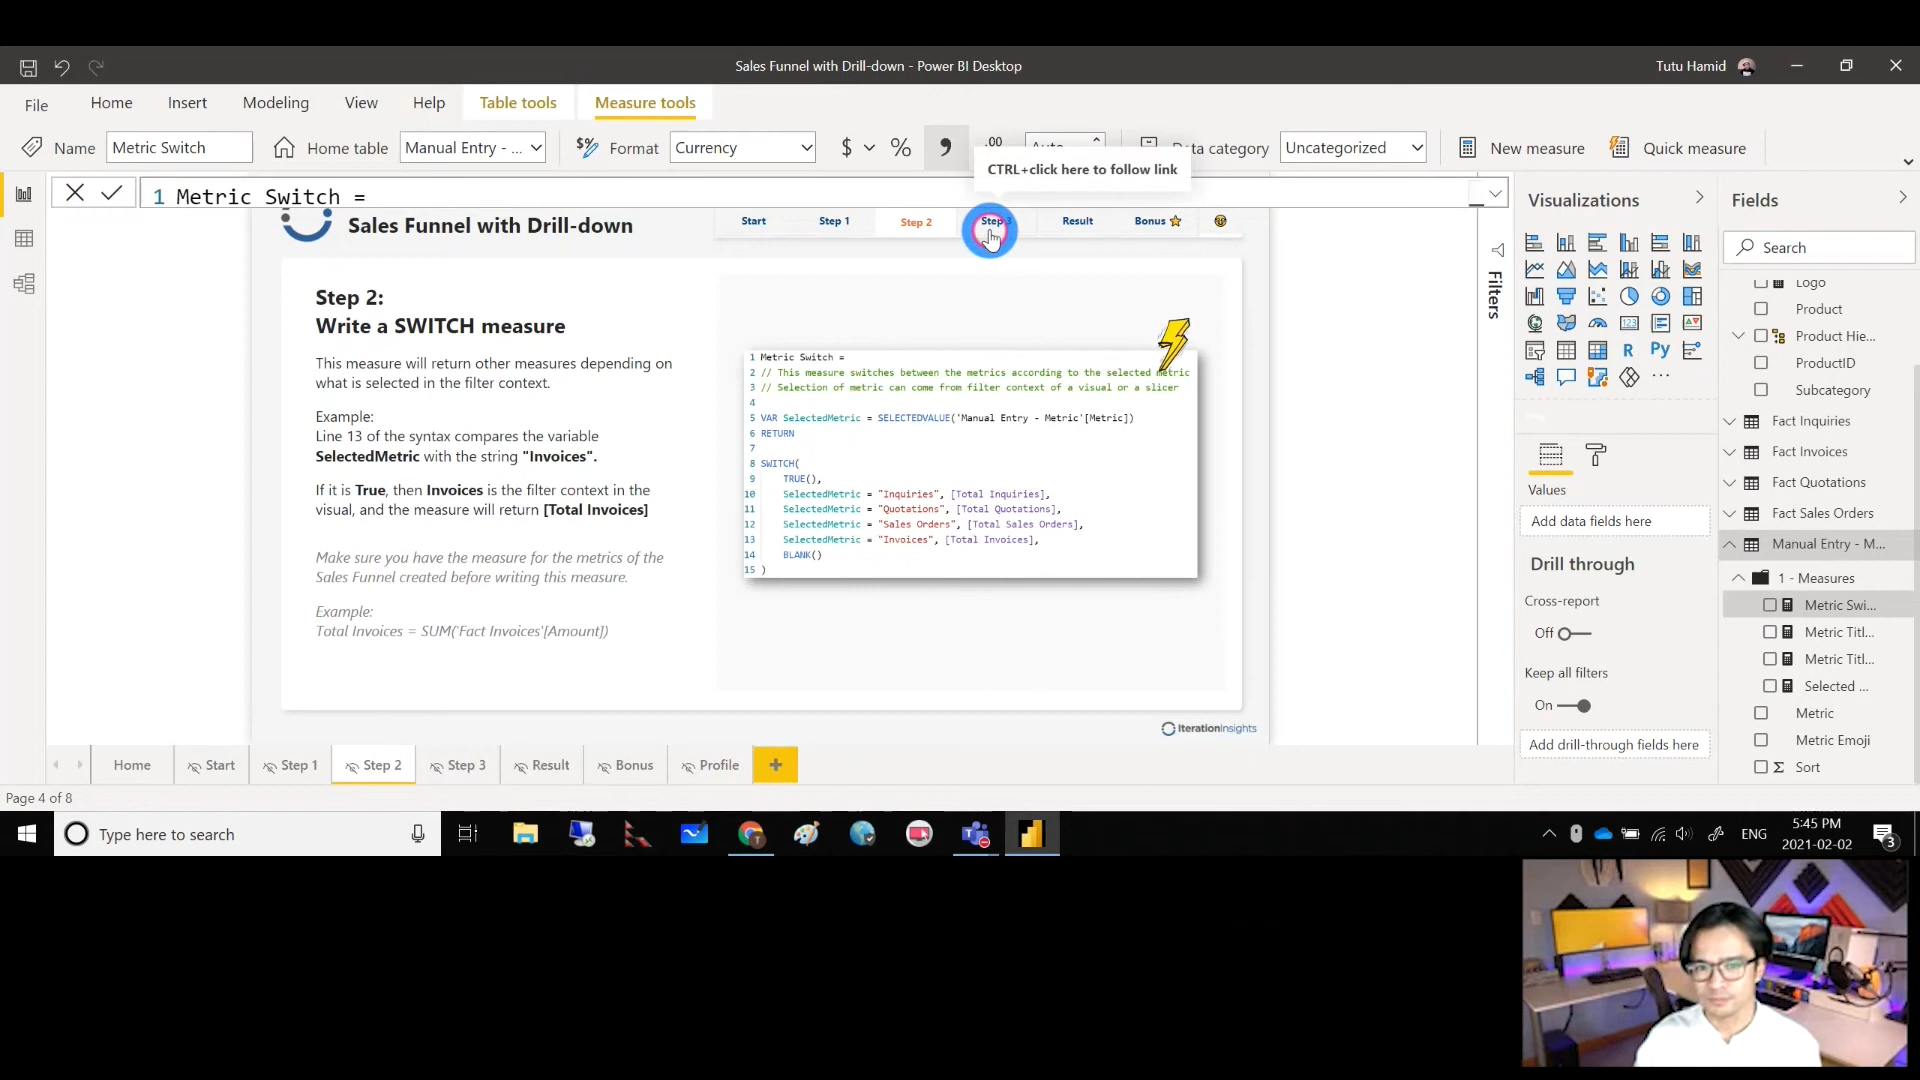 Sales Funnel with Drill-down - Power BI Desktop
Tutu Hamid
File
Home
Insert
Modeling
View
Help
Table tools
Measure tools
Name
Metric Switch
Home table
Manual Entry - ...
Format
Currency
$
%
Auto
Data category
Uncategorized
New measure
Quick measure
CTRL+click here to follow link
1 Metric Switch =
Sales Funnel with Drill-down
Start
Step 1
Step 2
Step 3
Result
Bonus
Step 2:
Write a SWITCH measure
This measure will return other measures depending on
what is selected in the filter context.
Example:
Line 13 of the syntax compares the variable
SelectedMetric with the string "Invoices".
If it is True, then Invoices is the filter context in the
visual, and the measure will return [Total Invoices]
Make sure you have the measure for the metrics of the
Sales Funnel created before writing this measure.
Example:
Total Invoices = SUM('Fact Invoices'[Amount])
1 Metric Switch =
2 // This measure switches between the metrics according to the selected metric
3 // Selection of metric can come from filter context of a visual or a slicer
4
5 VAR SelectedMetric = SELECTEDVALUE('Manual Entry - Metric'[Metric])
6 RETURN
7
8 SWITCH(
9 TRUE(),
10 SelectedMetric = "Inquiries", [Total Inquiries],
11 SelectedMetric = "Quotations", [Total Quotations],
12 SelectedMetric = "Sales Orders", [Total Sales Orders],
13 SelectedMetric = "Invoices", [Total Invoices],
14 BLANK()
15 )
IterationInsights
Filters
Visualizations
R
Py
...
Values
Add data fields here
Drill through
Cross-report
Off
Keep all filters
On
Add drill-through fields here
Fields
Search
Logo
Product
Product Hie...
ProductID
Subcategory
Fact Inquiries
Fact Invoices
Fact Quotations
Fact Sales Orders
Manual Entry - M...
1 - Measures
Metric Swi...
Metric Titl...
Metric Titl...
Selected ...
Metric
Metric Emoji
Σ Sort
Home
Start
Step 1
Step 2
Step 3
Result
Bonus
Profile
+
Page 4 of 8
Type here to search
ENG
5:45 PM
2021-02-02
3